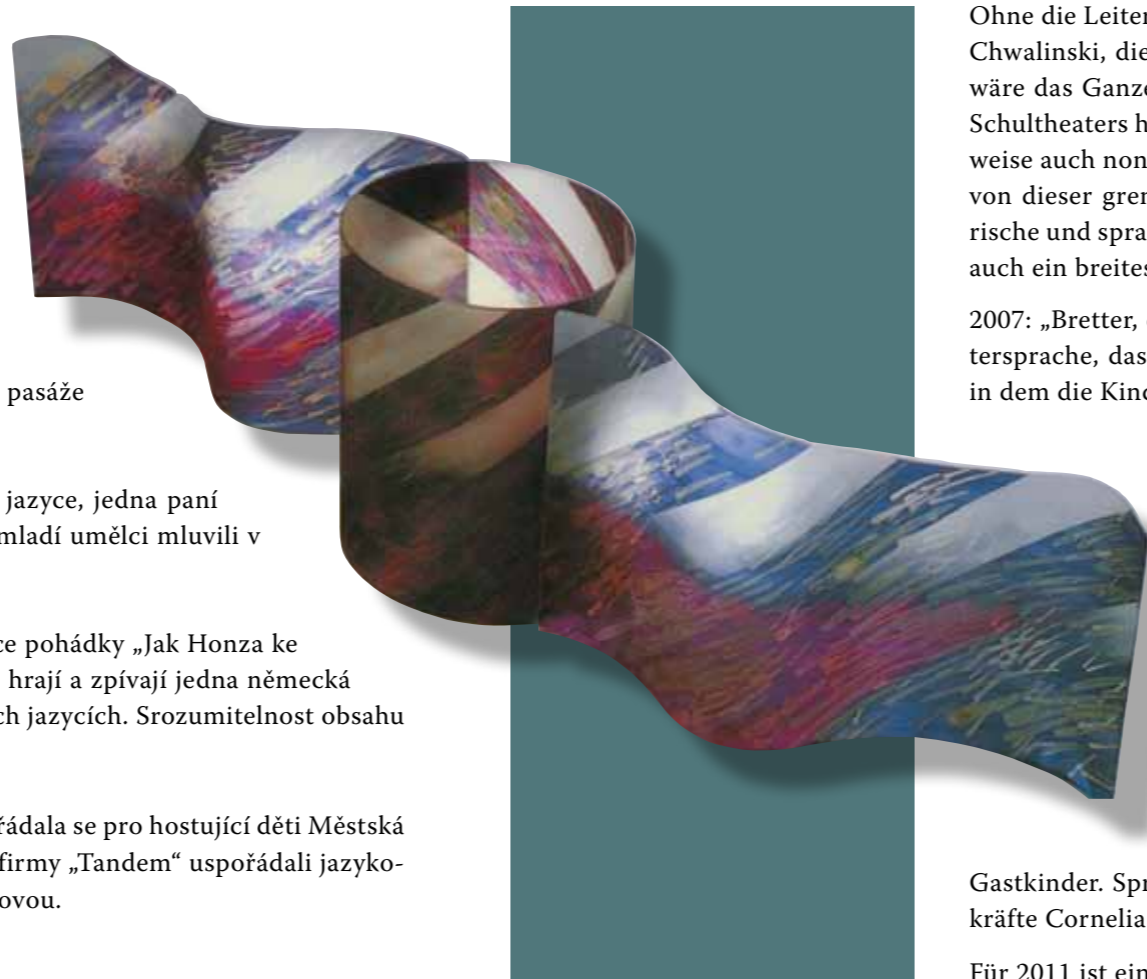 pasáže
jazyce, jedna paní
mladí umělci mluvili v
ce pohádky „Jak Honza ke
hrají a zpívají jedna německá
ch jazycích. Srozumitelnost obsahu
řádala se pro hostující děti Městská
firmy „Tandem“ uspořádali jazyko-
ovou.
Ohne die Leiter
Chwalinski, die
wäre das Ganze
Schultheaters h
weise auch non
von dieser gren
rische und spra
auch ein breites
2007: „Bretter,
tersprache, das
in dem die Kind
Gastkinder. Spr
kräfte Cornelia
Für 2011 ist ein